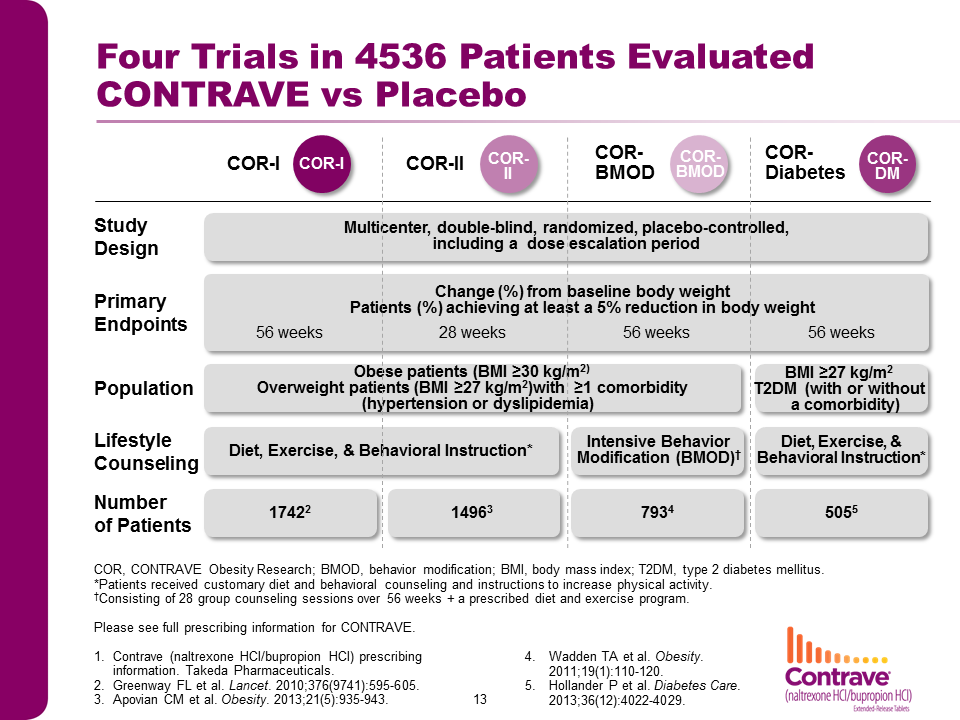 Four Trials in 4536 Patients Evaluated
CONTRAVE vs Placebo
COR-I
COR-I
COR-II
COR-
II
COR-
BMOD
COR-
BMOD
COR-
Diabetes
COR-
DM
Study
Design
Multicenter, double-blind, randomized, placebo-controlled,
including a dose escalation period
Primary
Endpoints
Change (%) from baseline body weight
Patients (%) achieving at least a 5% reduction in body weight
56 weeks
28 weeks
56 weeks
56 weeks
Population
Obese patients (BMI ≥30 kg/m²⁾
Overweight patients (BMI ≥27 kg/m²)with ≥1 comorbidity
(hypertension or dyslipidemia)
BMI ≥27 kg/m²
T2DM (with or without
a comorbidity)
Lifestyle
Counseling
Diet, Exercise, & Behavioral Instruction*
Intensive Behavior
Modification (BMOD)†
Diet, Exercise, &
Behavioral Instruction*
Number
of Patients
1742²
1496³
793⁴
505⁵
COR, CONTRAVE Obesity Research; BMOD, behavior modification; BMI, body mass index; T2DM, type 2 diabetes mellitus.
*Patients received customary diet and behavioral counseling and instructions to increase physical activity.
†Consisting of 28 group counseling sessions over 56 weeks + a prescribed diet and exercise program.
Please see full prescribing information for CONTRAVE.
1. Contrave (naltrexone HCl/bupropion HCl) prescribing
information. Takeda Pharmaceuticals.
2. Greenway FL et al. Lancet. 2010;376(9741):595-605.
3. Apovian CM et al. Obesity. 2013;21(5):935-943.
4. Wadden TA et al. Obesity.
2011;19(1):110-120.
5. Hollander P et al. Diabetes Care.
2013;36(12):4022-4029.
13
Contrave®
(naltrexone HCl/bupropion HCl)
Extended-Release Tablets